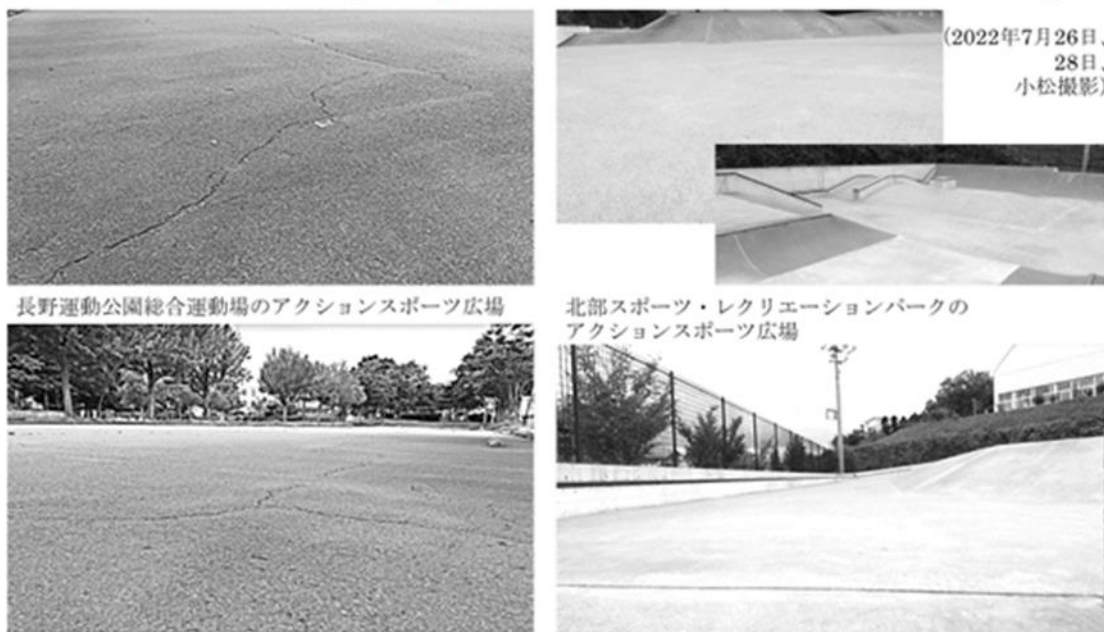 (2022年7月26日、
28日、
小松撮影)
長野運動公園総合運動場のアクションスポーツ広場
北部スポーツ・レクリエーションパークの
アクションスポーツ広場